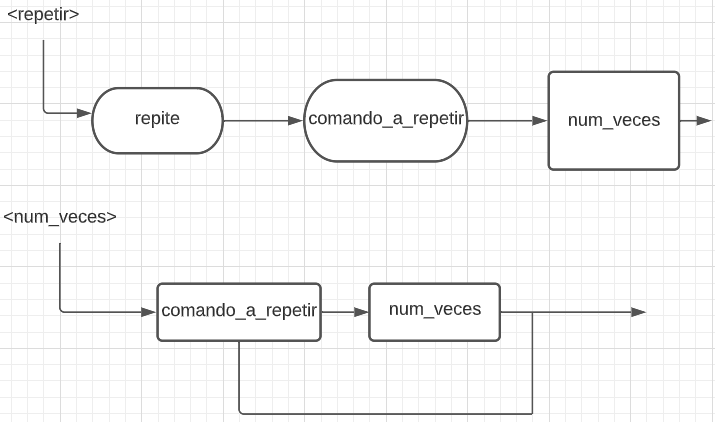 <repetir>
repite
comando_a_repetir
num_veces
<num_veces>
comando_a_repetir
num_veces